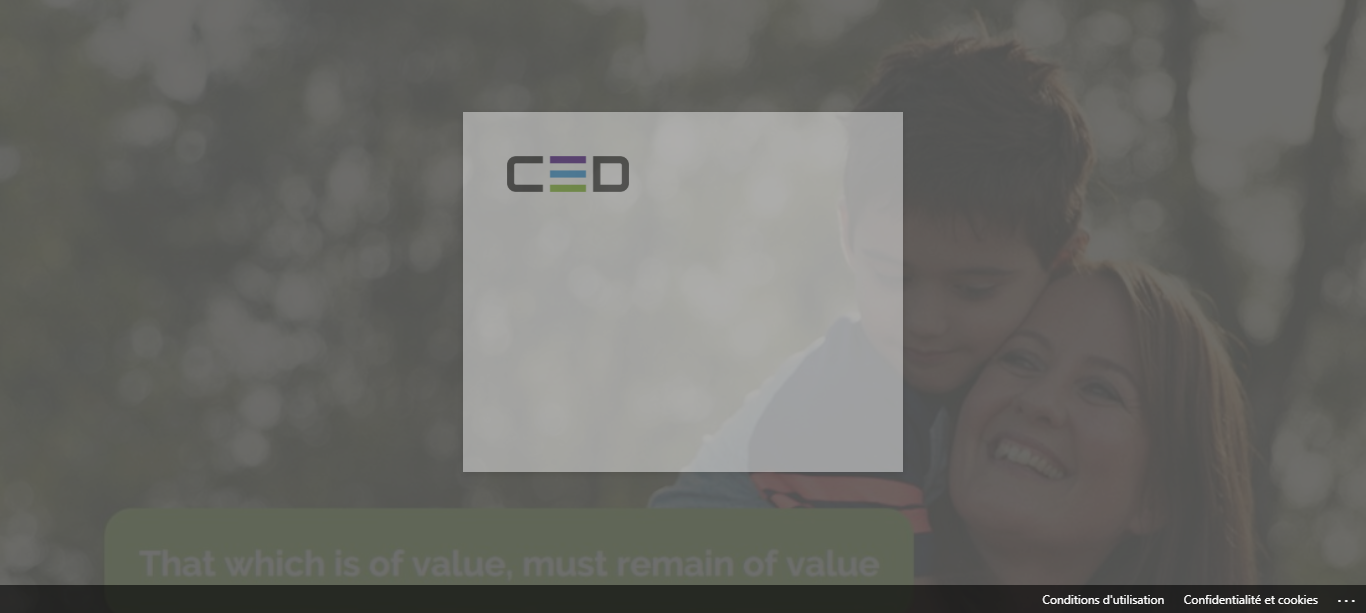 CED
That which is of value, must remain of value
Conditions d'utilisation Confidentialité et cookies ...